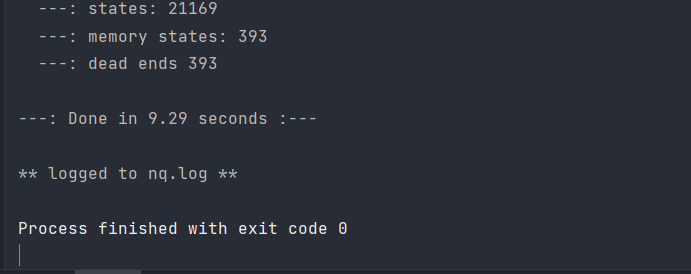 ---: states: 21169
---: memory states: 393
---: dead ends 393
---: Done in 9.29 seconds :---
** logged to nq.log **
Process finished with exit code 0